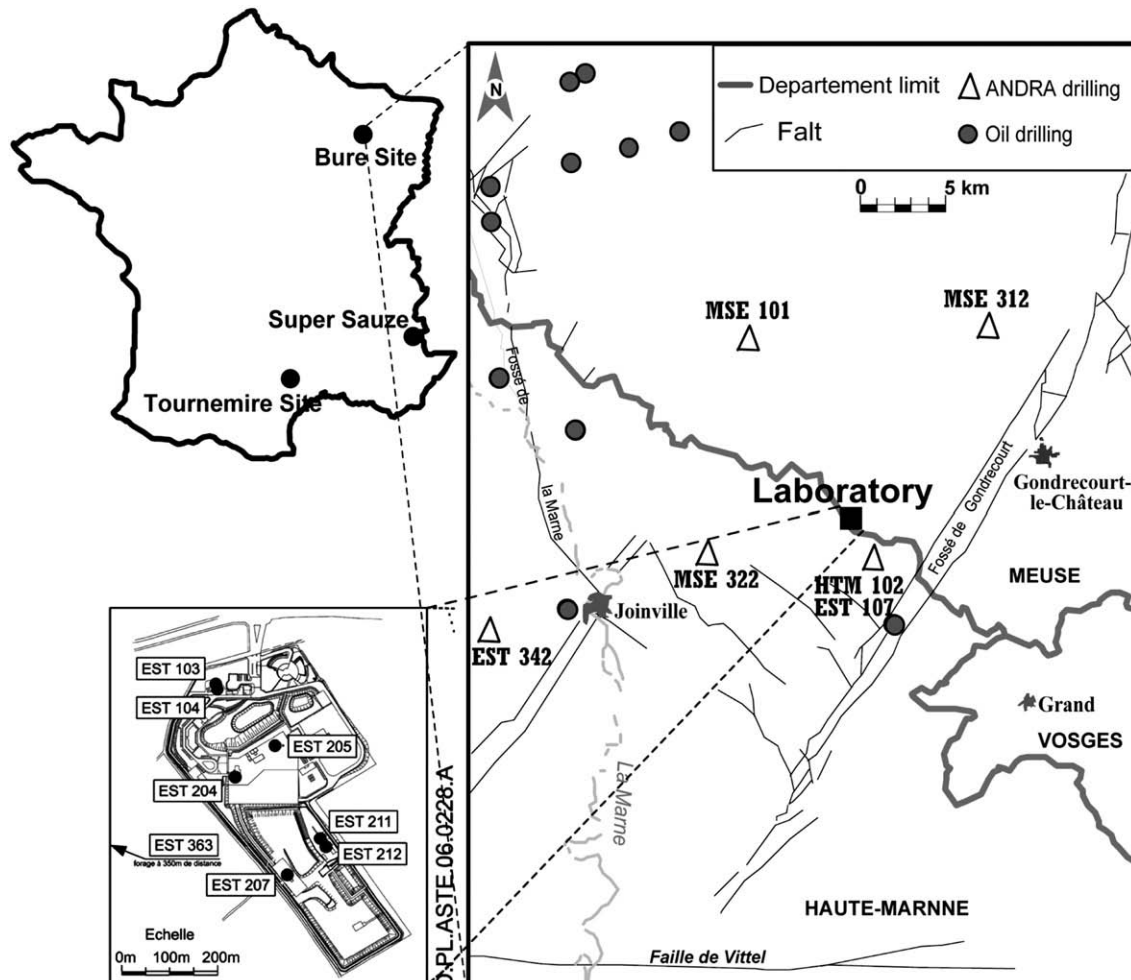 Bure Site
Super Sauze
Tournemire Site
N
Departement limit
ANDRA drilling
Falt
Oil drilling
0 5 km
MSE 101
MSE 312
Fossé de
la Marne
Laboratory
Fossé de Gondrecourt
Gondrecourt-
le-Château
MSE 322
HTM 102
EST 107
MEUSE
Joinville
EST 342
Grand
VOSGES
La Marne
HAUTE-MARNNE
Faille de Vittel
EST 103
EST 104
EST 205
EST 204
EST 211
EST 363
forage à 350m de distance
EST 212
EST 207
Echelle
0m 100m 200m
D.PLASTE.06.0228.A